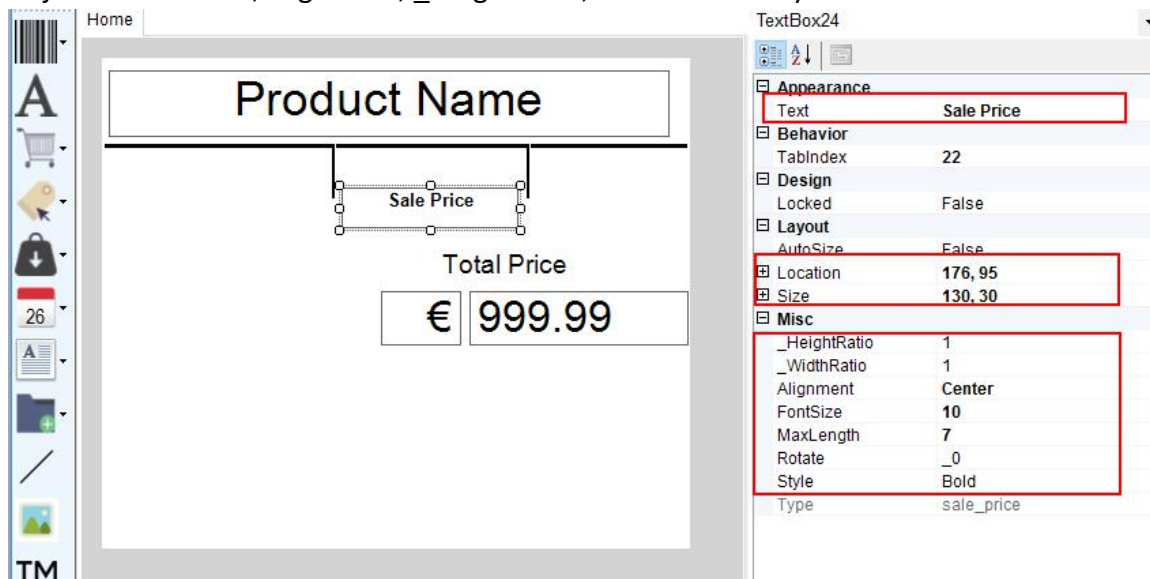 Home
TextBox24
A
Z
Appearance
Text Sale Price
Behavior
TabIndex 22
Design
Locked False
Layout
AutoSize False
Location 176, 95
Size 130, 30
Misc
_HeightRatio 1
_WidthRatio 1
Alignment Center
FontSize 10
MaxLength 7
Rotate _0
Style Bold
Type sale_price
Product Name
Sale Price
Total Price
€ 999.99
A
26
A
TM